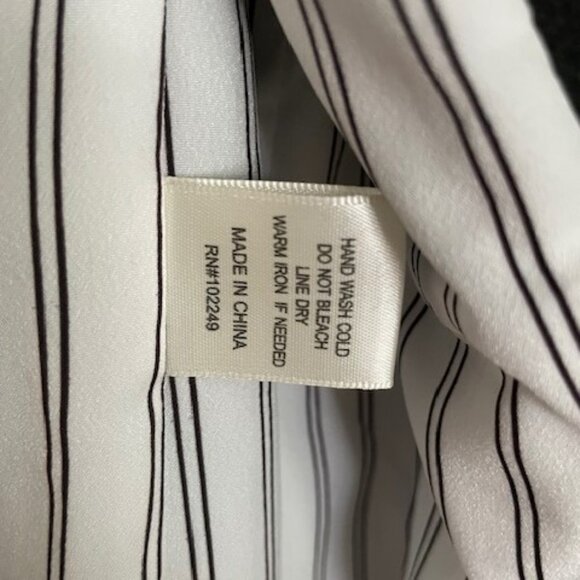 HAND WASH COLD
DO NOT BLEACH
LINE DRY
WARM IRON IF NEEDED
MADE IN CHINA
RN#102249